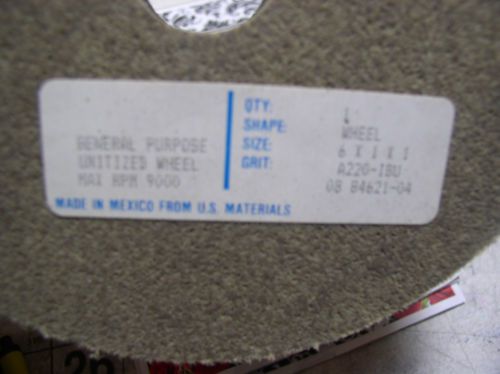 GENERAL PURPOSE
UNITIZED WHEEL
MAX RPM 9000
QTY: 1
SHAPE: WHEEL
SIZE: 6 X 1 X 1
GRIT: A220-IBU
08 84621-04
MADE IN MEXICO FROM U.S. MATERIALS